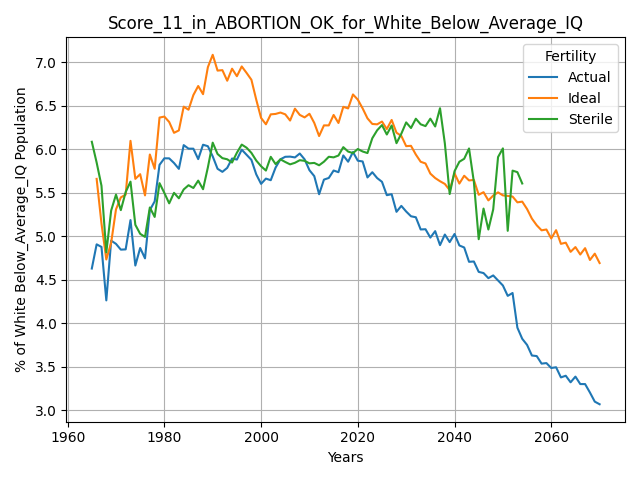 Score_11_in_ABORTION_OK_for_White_Below_Average_IQ
% of White Below_Average_IQ Population
7.0
6.5
6.0
5.5
5.0
4.5
4.0
3.5
3.0
Fertility
Actual
Ideal
Sterile
1960
1980
2000
2020
2040
2060
Years